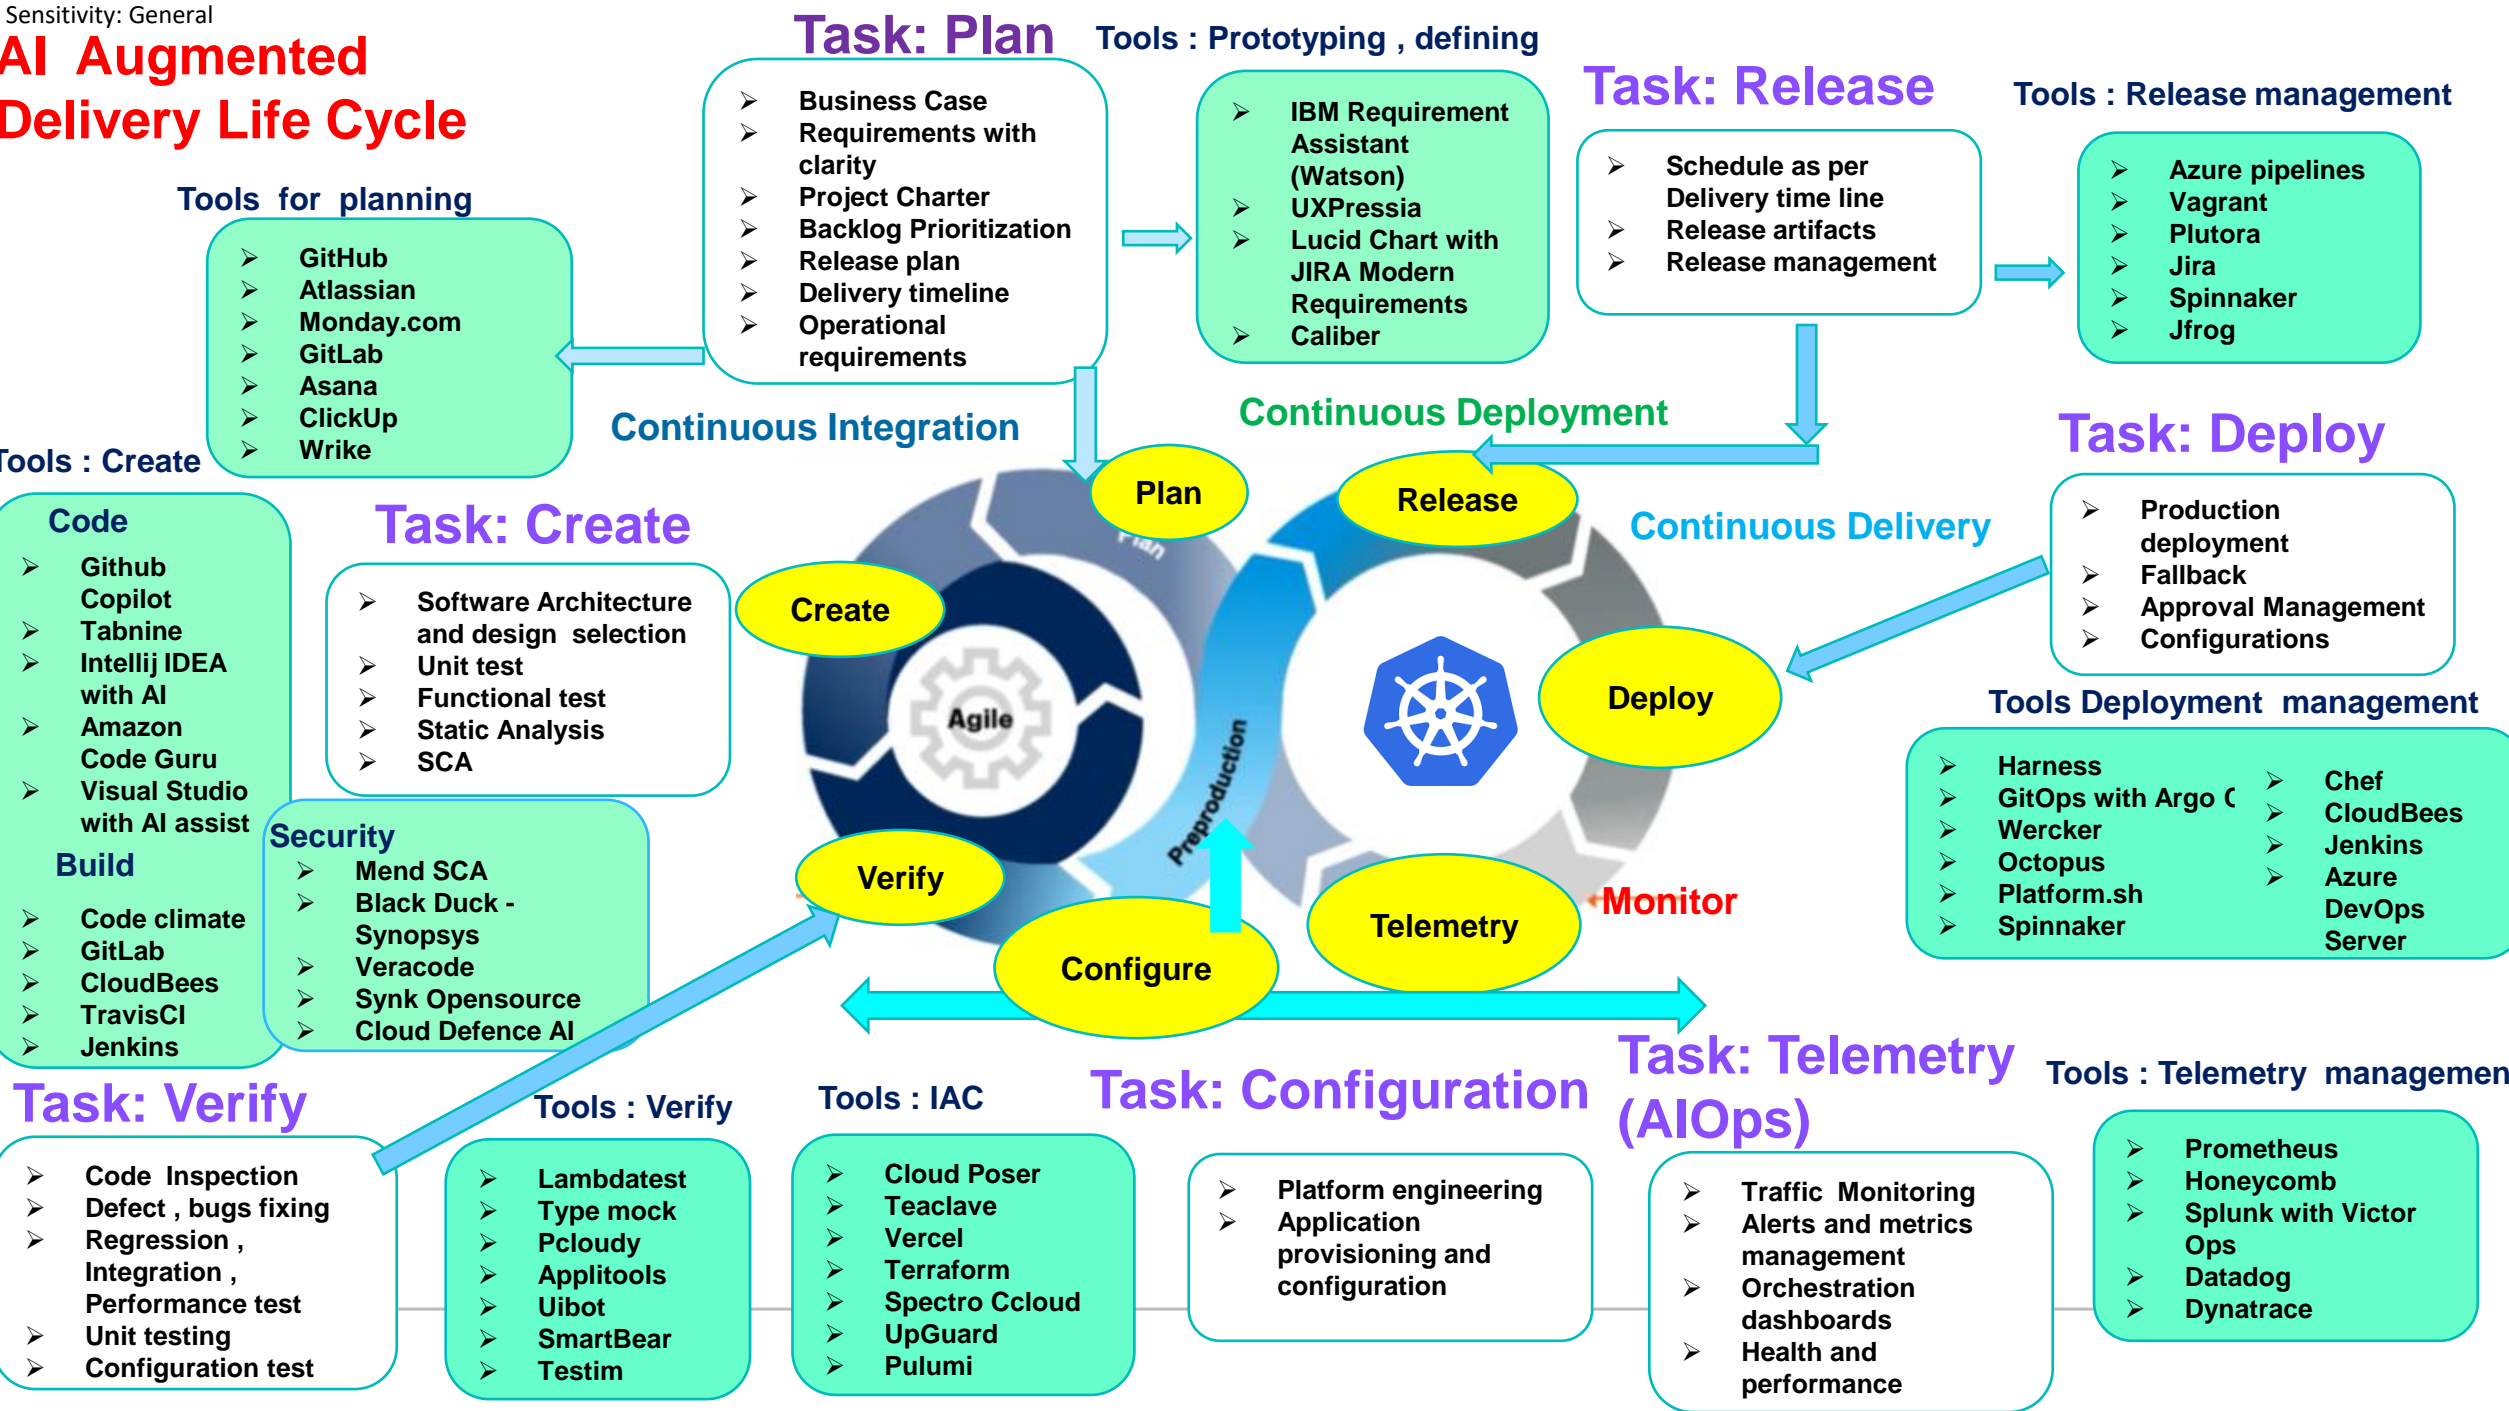 Sensitivity: General
AI Augmented
Delivery Life Cycle
Tools for planning
GitHub
Atlassian
Monday.com
GitLab
Asana
ClickUp
Wrike
Task: Plan
Business Case
Requirements with
clarity
Project Charter
Backlog Prioritization
Release plan
Delivery timeline
Operational
requirements
Tools : Prototyping , defining
IBM Requirement
Assistant
(Watson)
UXPressia
Lucid Chart with
JIRA Modern
Requirements
Caliber
Task: Release
Schedule as per
Delivery time line
Release artifacts
Release management
Tools : Release management
Azure pipelines
Vagrant
Plutora
Jira
Spinnaker
Jfrog
Continuous Integration
Continuous Deployment
Continuous Delivery
Tools : Create
Code
Github
Copilot
Tabnine
Intellij IDEA
with AI
Amazon
Code Guru
Visual Studio
with AI assist
Build
Code climate
GitLab
CloudBees
TravisCI
Jenkins
Security
Mend SCA
Black Duck -
Synopsys
Veracode
Synk Opensource
Cloud Defence AI
Task: Create
Software Architecture
and design selection
Unit test
Functional test
Static Analysis
SCA
Plan
Plan
Release
Create
Agile
Preproduction
Deploy
Verify
Configure
Telemetry
Monitor
Task: Deploy
Production
deployment
Fallback
Approval Management
Configurations
Tools Deployment management
Harness
GitOps with Argo C
Wercker
Octopus
Platform.sh
Spinnaker
Chef
CloudBees
Jenkins
Azure
DevOps
Server
Task: Verify
Code Inspection
Defect , bugs fixing
Regression ,
Integration ,
Performance test
Unit testing
Configuration test
Tools : Verify
Lambdatest
Type mock
Pcloudy
Applitools
Uibot
SmartBear
Testim
Tools : IAC
Cloud Poser
Teaclave
Vercel
Terraform
Spectro Ccloud
UpGuard
Pulumi
Task: Configuration
Platform engineering
Application
provisioning and
configuration
Task: Telemetry
(AIOps)
Traffic Monitoring
Alerts and metrics
management
Orchestration
dashboards
Health and
performance
Tools : Telemetry managemen
Prometheus
Honeycomb
Splunk with Victor
Ops
Datadog
Dynatrace